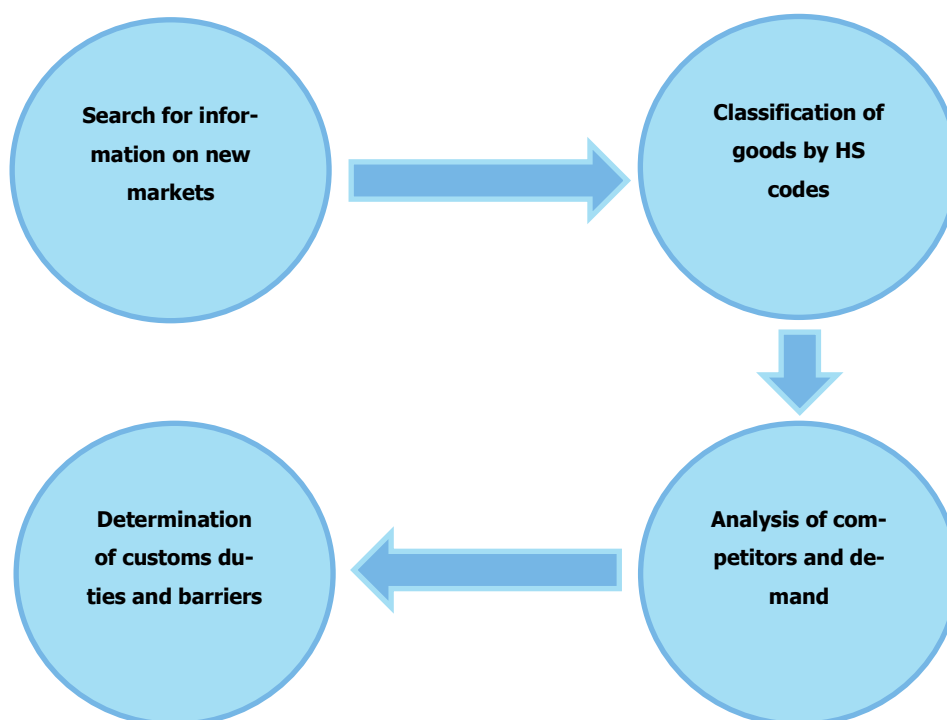 Search for infor-
mation on new
markets
Classification of
goods by HS
codes
Analysis of com-
petitors and de-
mand
Determination
of customs du-
ties and barriers